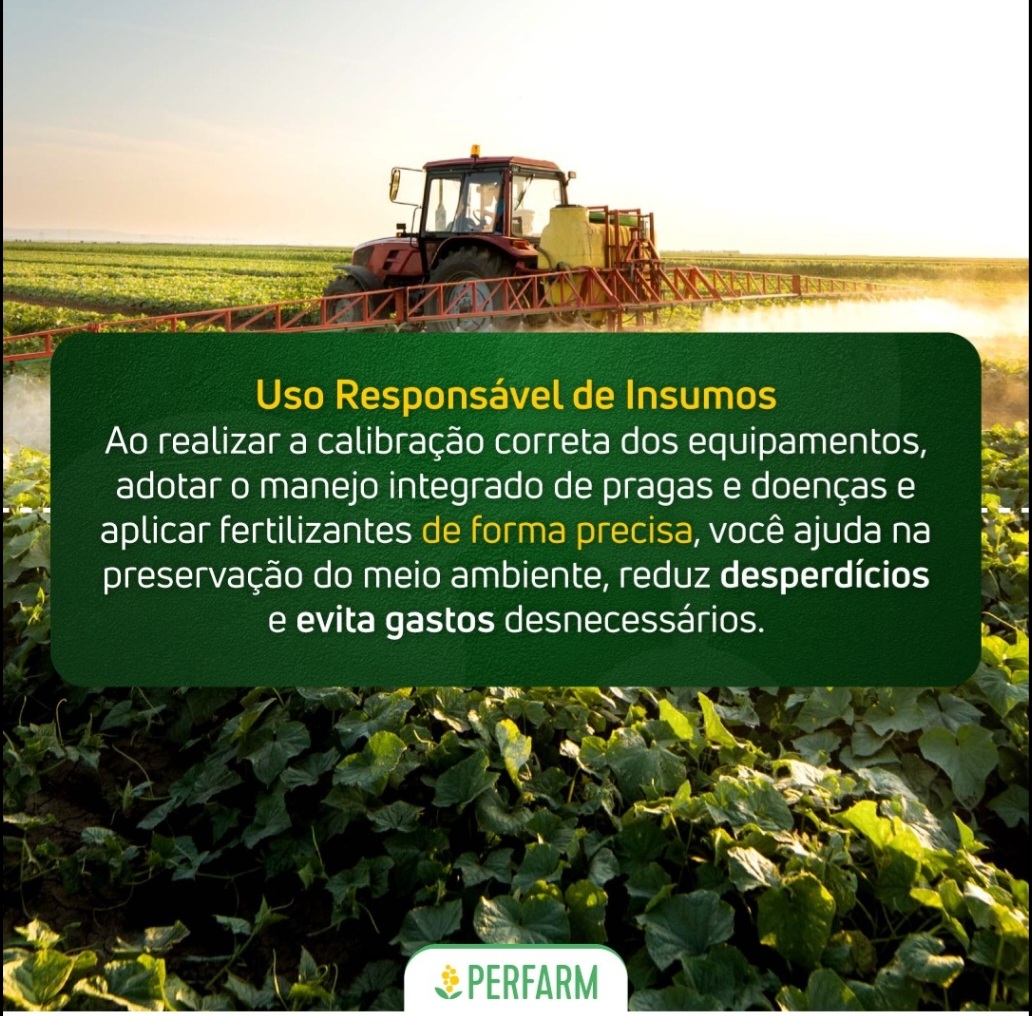 Uso Responsável de Insumos
Ao realizar a calibração correta dos equipamentos,
adotar o manejo integrado de pragas e doenças e
aplicar fertilizantes de forma precisa, você ajuda na
preservação do meio ambiente, reduz desperdícios
e evita gastos desnecessários.
PERFARM